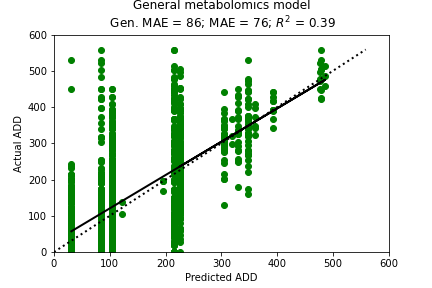 General metabolomics model
Gen. MAE = 86; MAE = 76; R² = 0.39
600
500
400
300
200
100
0
Actual ADD
0 100 200 300 400 500 600
Predicted ADD